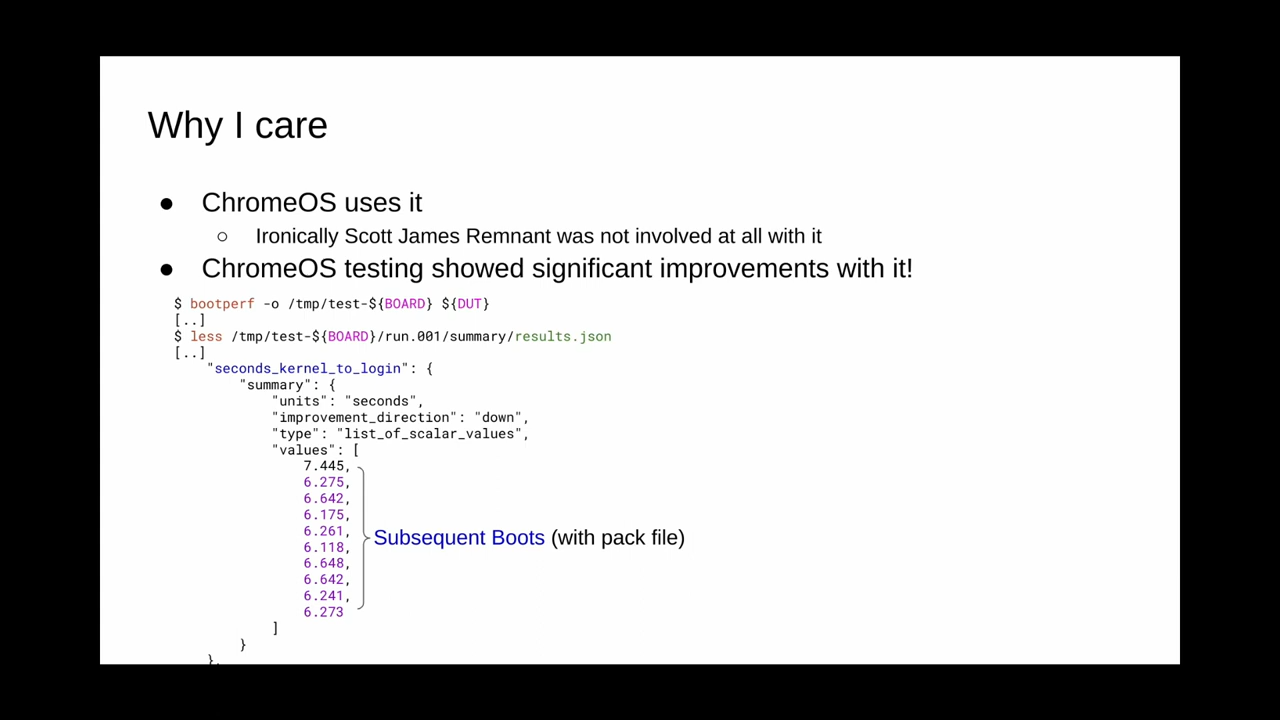 Why I care
● ChromeOS uses it
○ Ironically Scott James Remnant was not involved at all with it
● ChromeOS testing showed significant improvements with it!
$ bootperf -o /tmp/test-${BOARD} ${DUT}
[..]
$ less /tmp/test-${BOARD}/run.001/summary/results.json
[..]
"seconds_kernel_to_login": {
"summary": {
"units": "seconds",
"improvement_direction": "down",
"type": "list_of_scalar_values",
"values": [
7.445,
6.275,
6.642,
6.175,
6.261,
6.118,
6.648,
6.642,
6.241,
6.273
Subsequent Boots (with pack file)
]
}
},